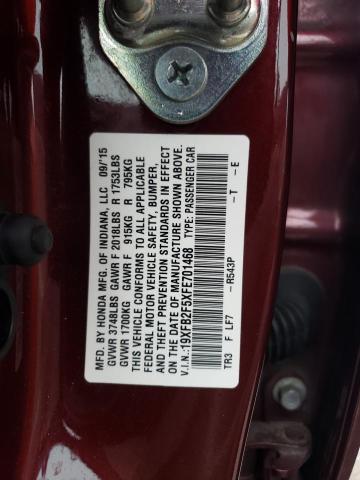 MFD. BY HONDA MFG. OF INDIANA, LLC 09/'15
GVWR 3748LBS GAWR F 2018LBS R 1753LBS
GVWR 1700KG GAWR F 915KG R 795KG
THIS VEHICLE CONFORMS TO ALL APPLICABLE
FEDERAL MOTOR VEHICLE SAFETY, BUMPER,
AND THEFT PREVENTION STANDARDS IN EFFECT
ON THE DATE OF MANUFACTURE SHOWN ABOVE.
V.I.N.:19XFB2F5XFE701468 TYPE: PASSENGER CAR
TR3 F LF7 -R543P -T -E